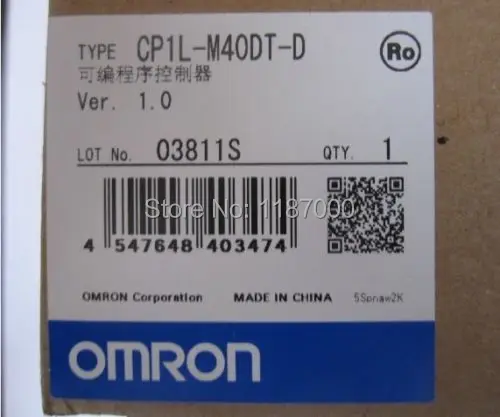 TYPE CP1L-M40DT-D
Ro
可编程序控制器
Ver. 1.0
LOT No. 03811S QTY. 1
Store No: 1187000
4 547648 403474
OMRON Corporation MADE IN CHINA
OMRON